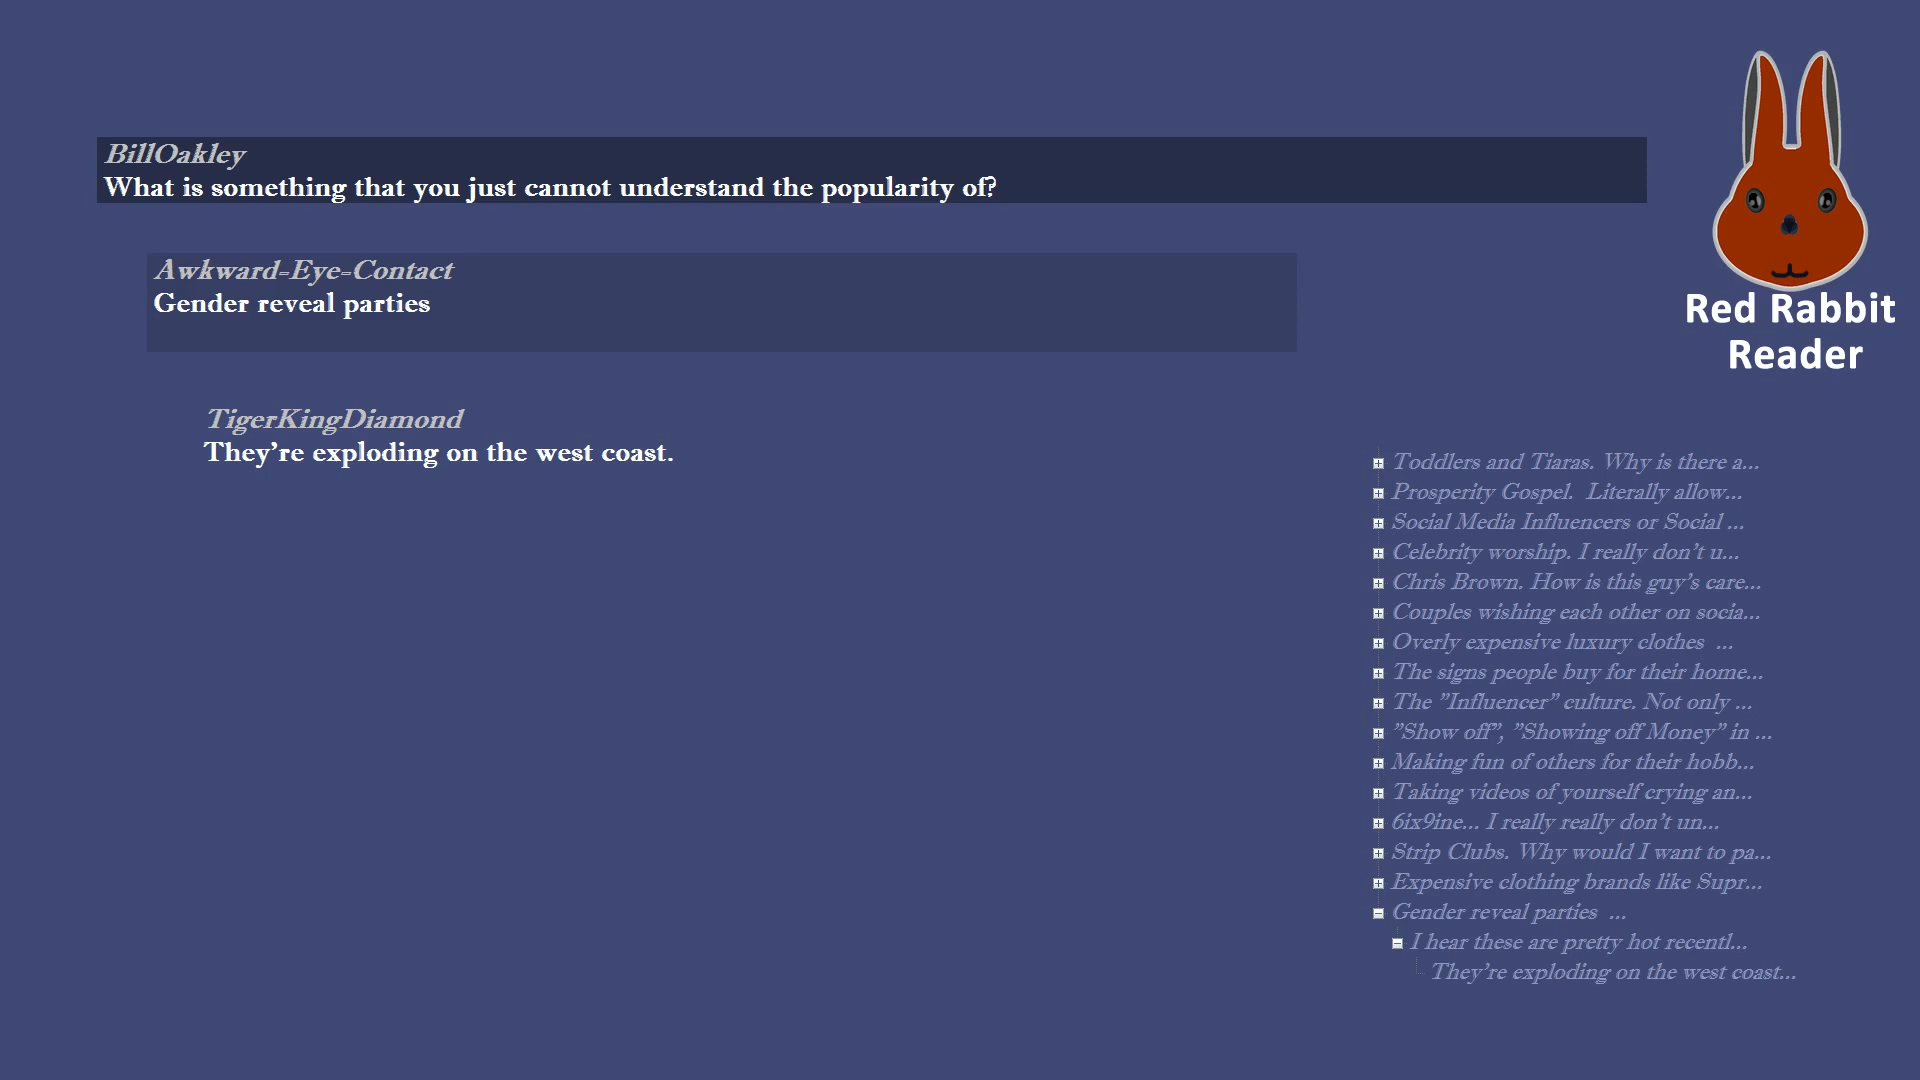 BillOakley
What is something that you just cannot understand the popularity of?
Awkward-Eye-Contact
Gender reveal parties
TigerKingDiamond
They're exploding on the west coast.
Red Rabbit
Reader
Toddlers and Tiaras. Why is there a...
Prosperity Gospel.  Literally allow...
Social Media Influencers or Social ...
Celebrity worship. I really don't u...
Chris Brown. How is this guy's care...
Couples wishing each other on socia...
Overly expensive luxury clothes  ...
The signs people buy for their home...
The "Influencer" culture. Not only ...
"Show off", "Showing off Money" in ...
Making fun of others for their hobb...
Taking videos of yourself crying an...
6ix9ine... I really really don't un...
Strip Clubs. Why would I want to pa...
Expensive clothing brands like Supr...
Gender reveal parties  ...
I hear these are pretty hot recentl...
They're exploding on the west coast...